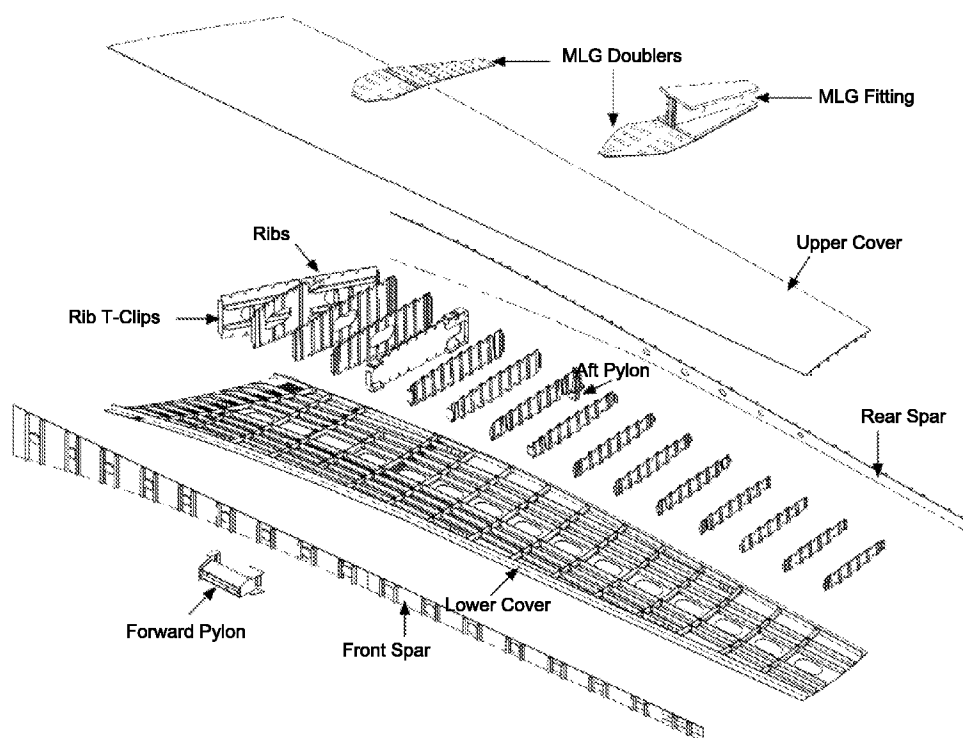 MLG Doublers
MLG Fitting
Ribs
Upper Cover
Rib T-Clips
Aft Pylon
Rear Spar
Lower Cover
Forward Pylon
Front Spar